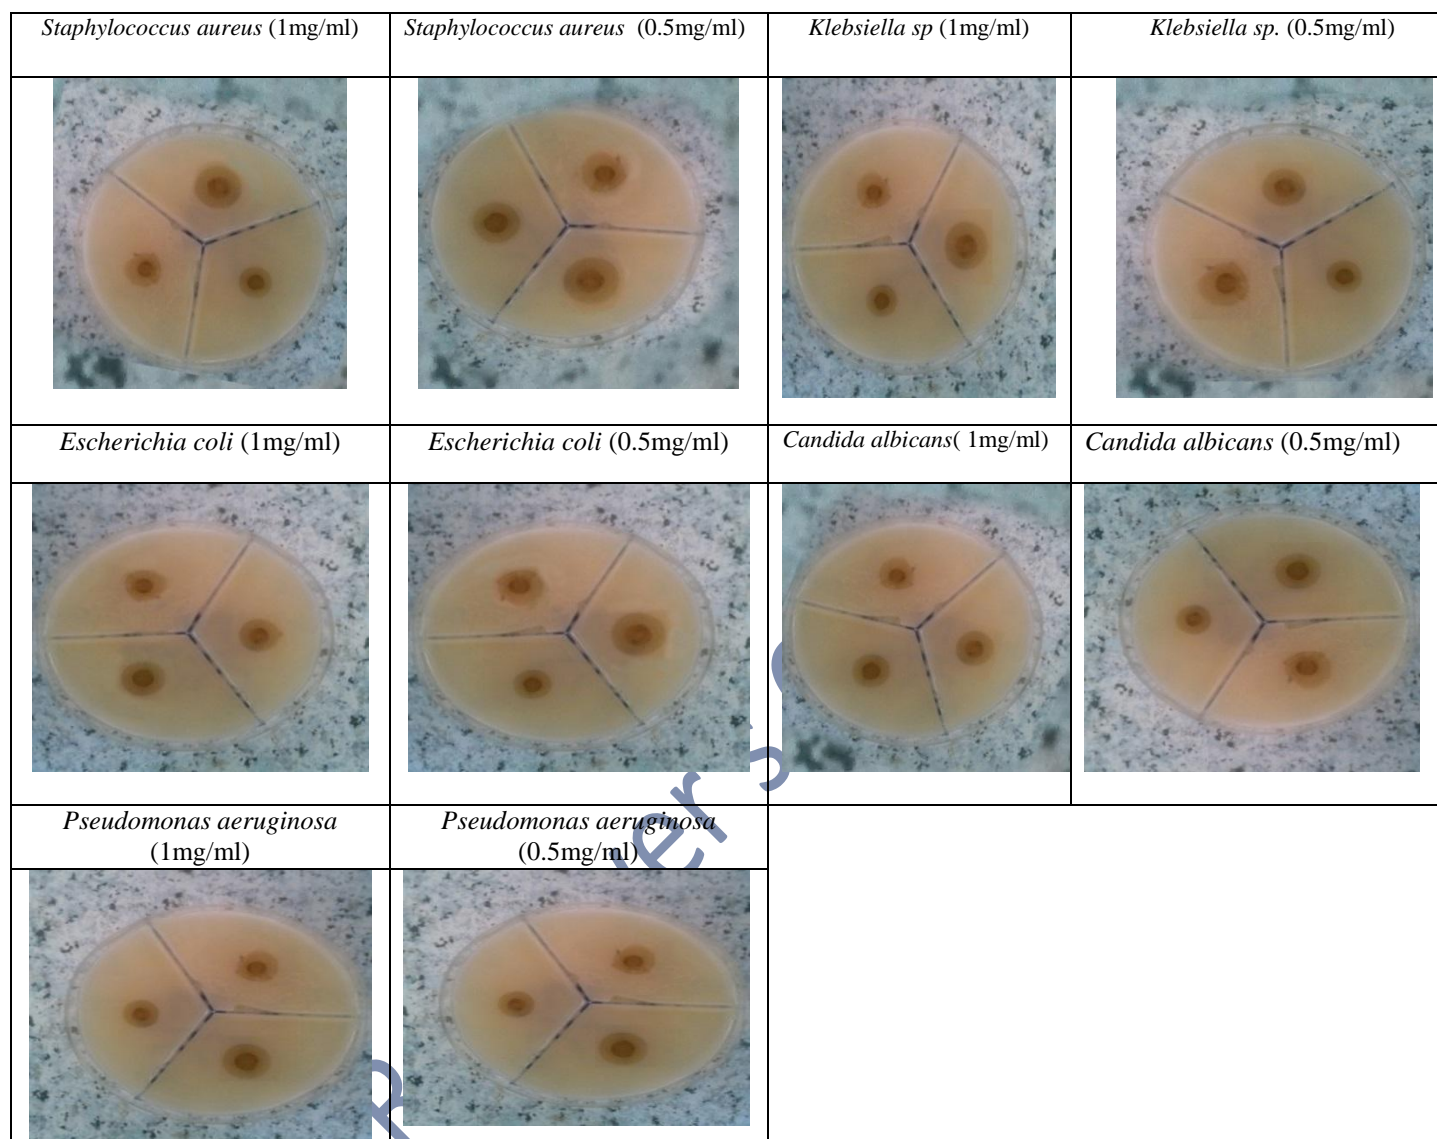 Staphylococcus aureus (1mg/ml)
Staphylococcus aureus (0.5mg/ml)
Klebsiella sp (1mg/ml)
Klebsiella sp. (0.5mg/ml)
Escherichia coli (1mg/ml)
Escherichia coli (0.5mg/ml)
Candida albicans( 1mg/ml)
Candida albicans (0.5mg/ml)
Pseudomonas aeruginosa
(1mg/ml)
Pseudomonas aeruginosa
(0.5mg/ml)